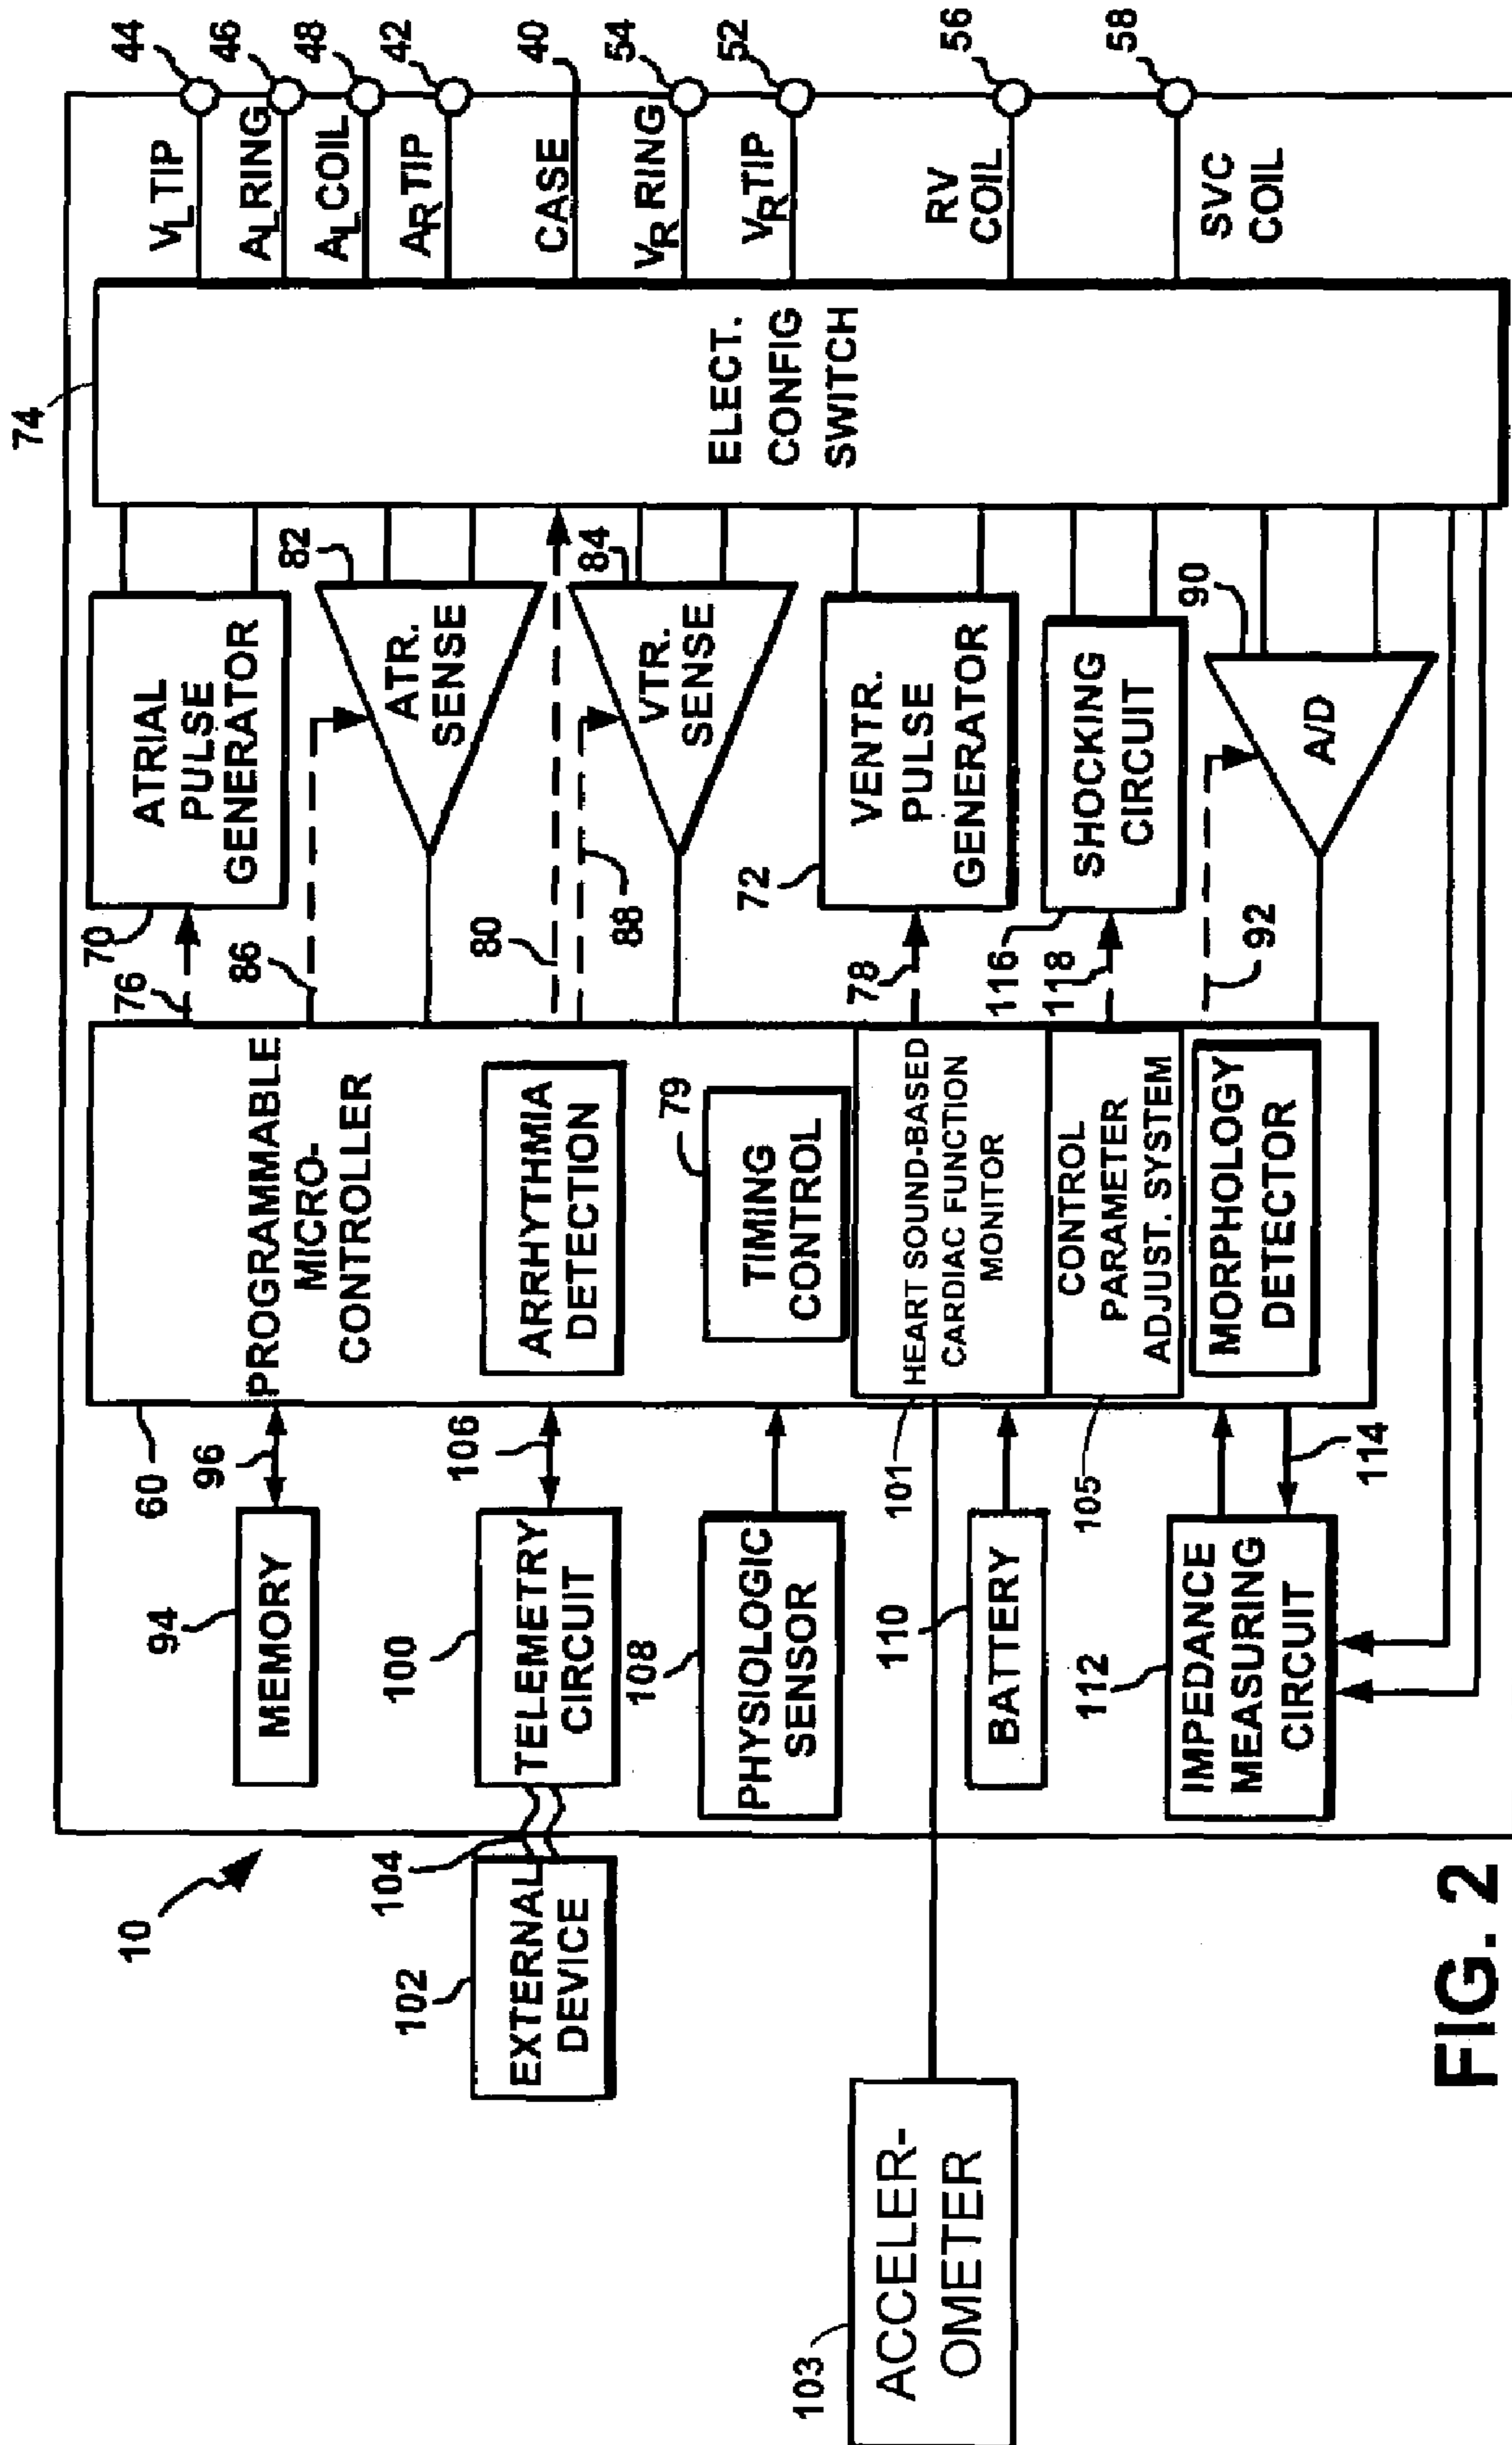 10
60
74
94
MEMORY
96
PROGRAMMABLE
MICRO-
CONTROLLER
76
70
ATRIAL
PULSE
GENERATOR
86
82
ATR.
SENSE
VL TIP
44
AL RING
46
AL COIL
48
AR TIP
42
CASE
40
VR RING
54
VR TIP
52
RV
COIL
56
SVC
COIL
58
ELECT.
CONFIG
SWITCH
102
EXTERNAL
DEVICE
104
100
TELEMETRY
CIRCUIT
106
ARRHYTHMIA
DETECTION
80
88
84
VTR.
SENSE
108
PHYSIOLOGIC
SENSOR
79
TIMING
CONTROL
72
VENTR.
PULSE
GENERATOR
78
103
ACCELER-
OMETER
101
HEART SOUND-BASED
CARDIAC FUNCTION
MONITOR
110
BATTERY
105
CONTROL
PARAMETER
ADJUST. SYSTEM
116
118
SHOCKING
CIRCUIT
112
IMPEDANCE
MEASURING
CIRCUIT
114
MORPHOLOGY
DETECTOR
92
90
A/D
FIG. 2